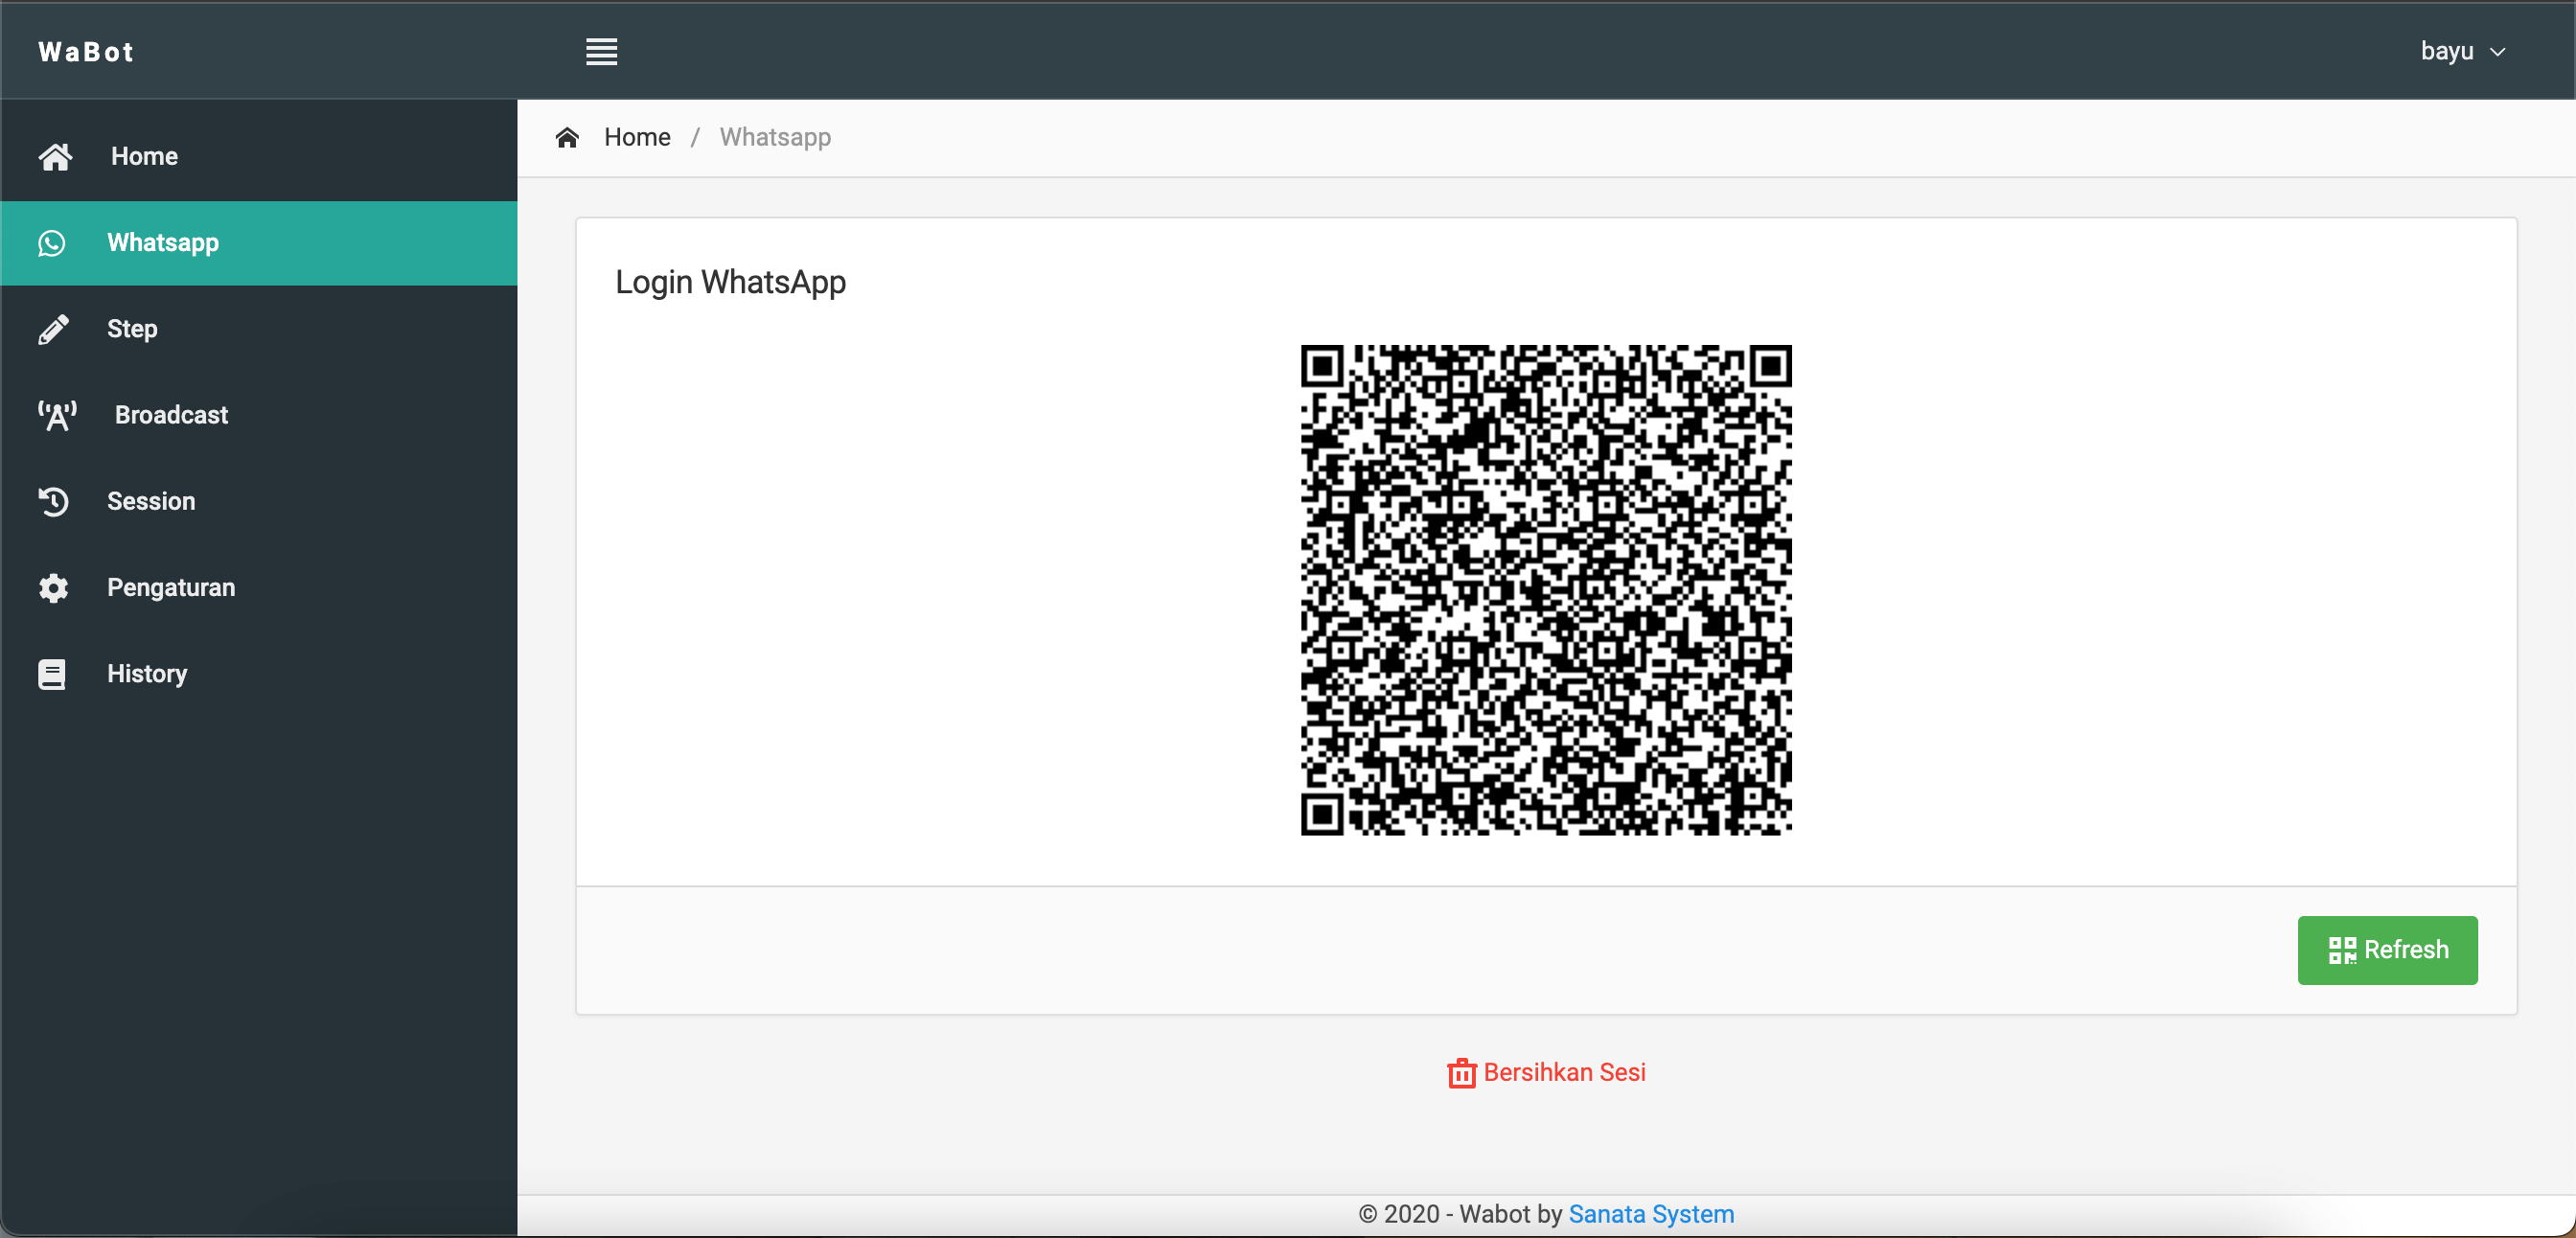 WaBot
bayu
Home
Whatsapp
Step
Broadcast
Session
Pengaturan
History
Home / Whatsapp
Login WhatsApp
Refresh
Bersihkan Sesi
© 2020 - Wabot by Sanata System